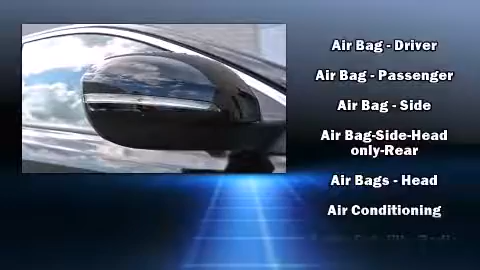 Air Bag - Driver
Air Bag - Passenger
Air Bag - Side
Air Bag-Side-Head
only-Rear
Air Bags - Head
Air Conditioning